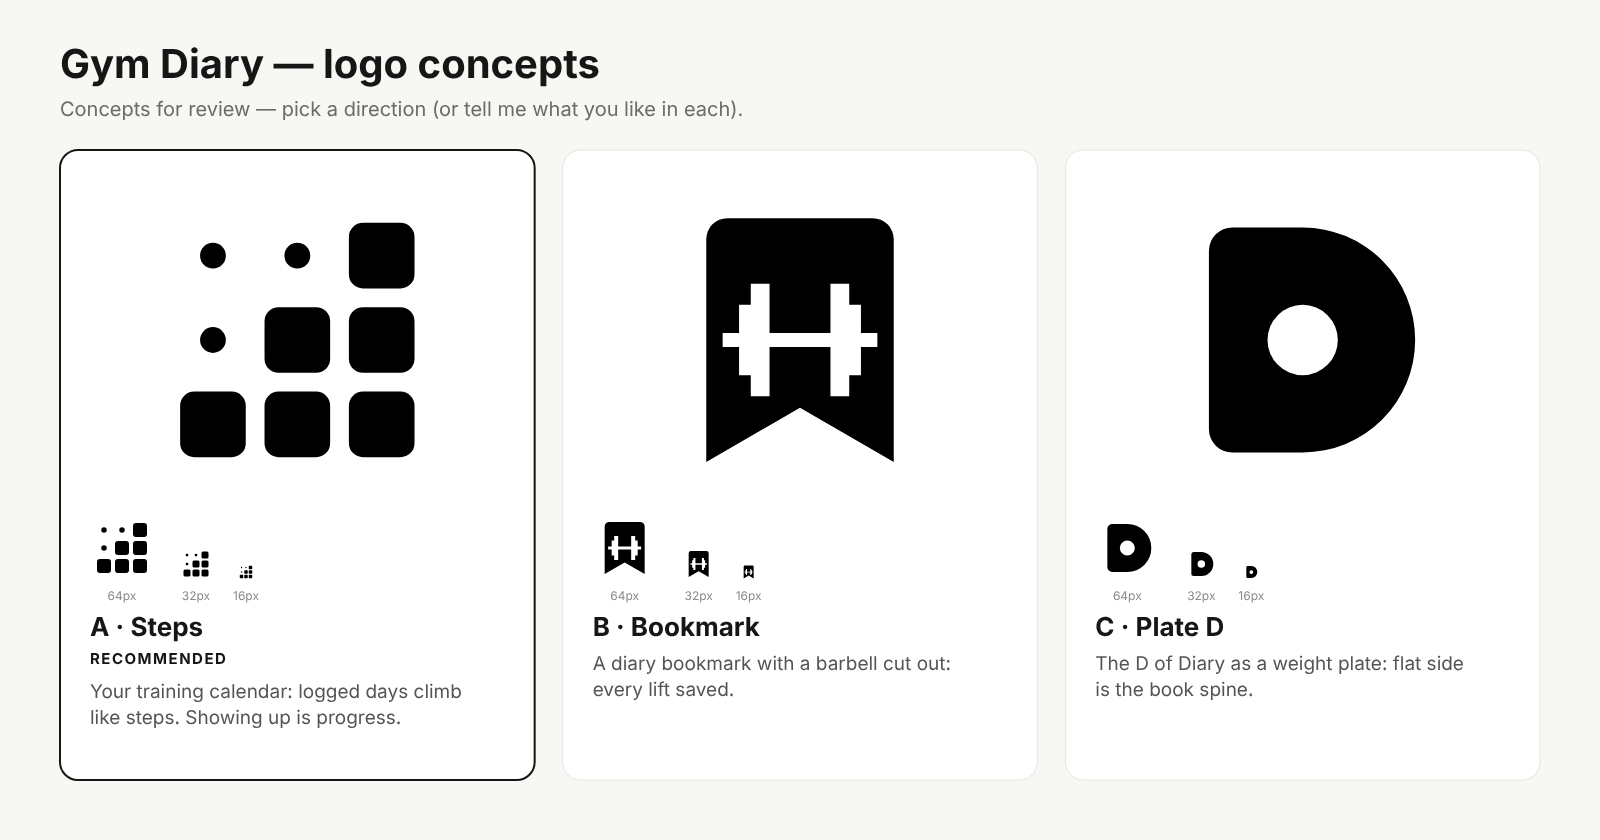 Gym Diary — logo concepts
Concepts for review — pick a direction (or tell me what you like in each).
64px 32px 16px
A · Steps
RECOMMENDED
Your training calendar: logged days climb
like steps. Showing up is progress.
64px 32px 16px
B · Bookmark
A diary bookmark with a barbell cut out:
every lift saved.
64px 32px 16px
C · Plate D
The D of Diary as a weight plate: flat side
is the book spine.